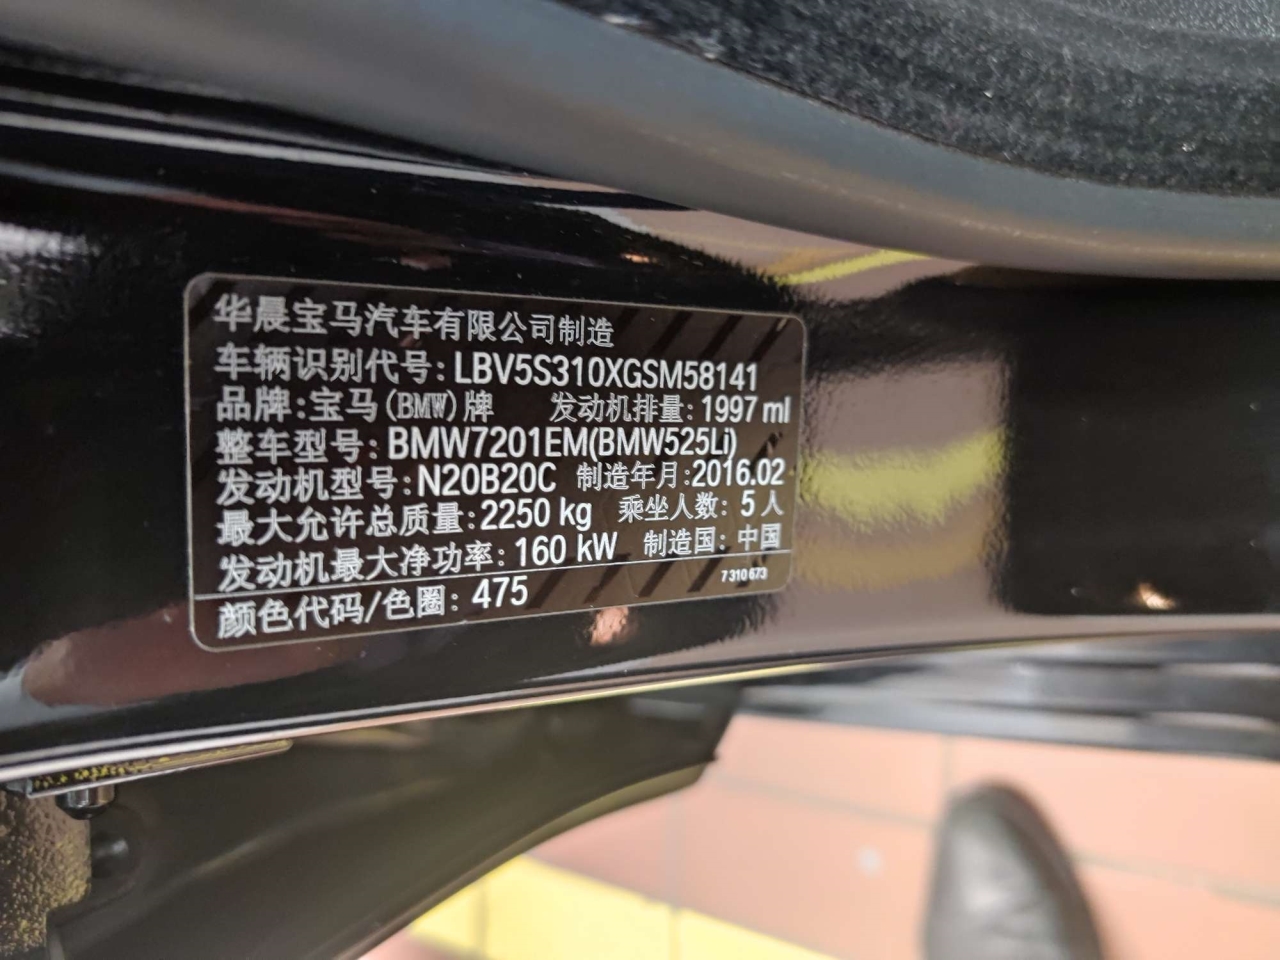 华晨宝马汽车有限公司制造
车辆识别代号:LBV5S310XGSM58141
品牌:宝马(BMW)牌 发动机排量:1997 ml
整车型号:BMW7201EM(BMW525Li)
发动机型号:N20B20C 制造年月:2016.02
最大允许总质量:2250 kg 乘坐人数:5人
发动机最大净功率:160 kW 制造国:中国
7 310 673
颜色代码/色圈:475